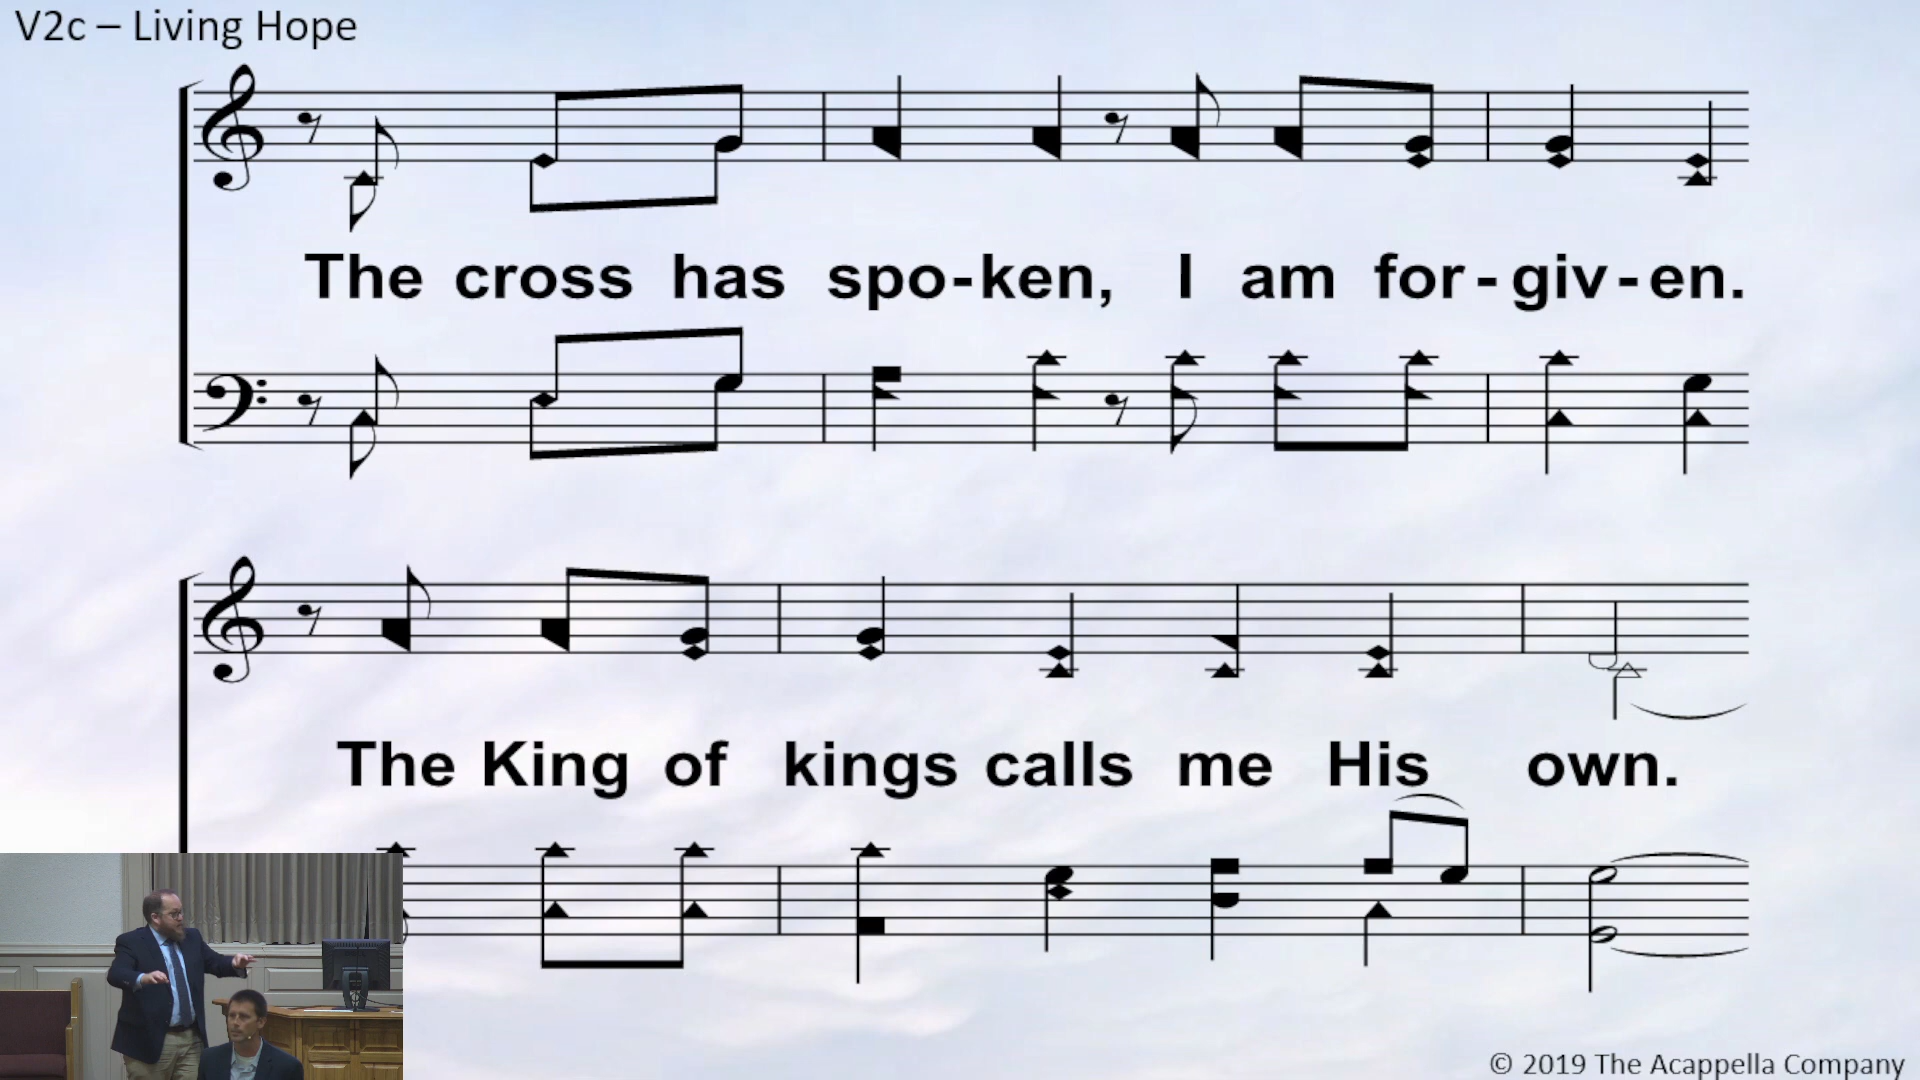 V2c – Living Hope
The cross has spo-ken, I am for-giv-en.
The King of kings calls me His own.
© 2019 The Acappella Company